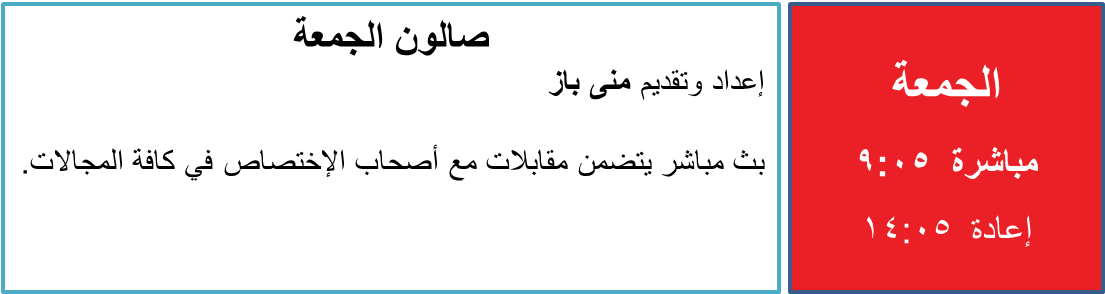 الجمعة
مباشرة ٩:٠٥
إعادة ١٤:٠٥
صالون الجمعة
إعداد وتقديم منى باز
بث مباشر يتضمن مقابلات مع أصحاب الإختصاص في كافة المجالات.